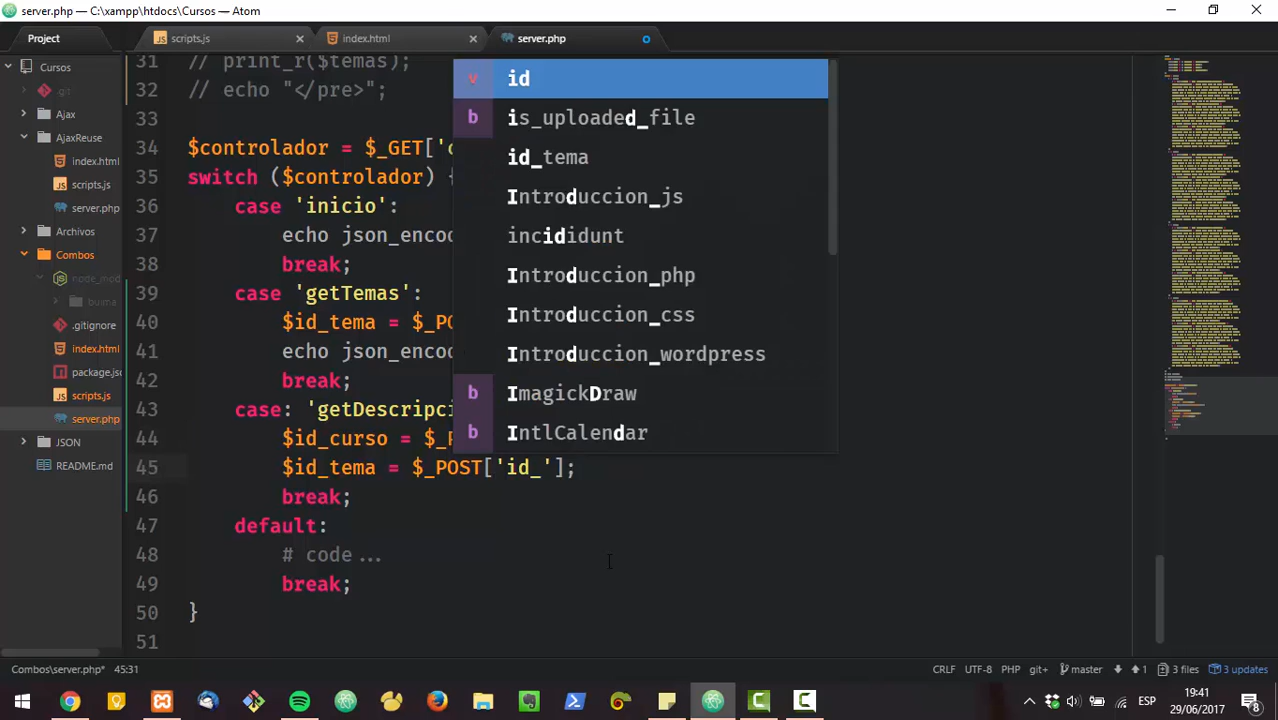 server.php — C:\xampp\htdocs\Cursos — Atom
Project
scripts.js
index.html
server.php
Cursos
.git
Ajax
AjaxReuse
index.html
scripts.js
server.php
Archivos
Combos
node_mod
bulma
.gitignore
index.html
package.jsc
scripts.js
server.php
JSON
README.md
31 // print_r($temas);
32 // echo "</pre>";
33
34 $controlador = $_GET['c
35 switch ($controlador) {
36 case 'inicio':
37 echo json_encod
38 break;
39 case 'getTemas':
40 $id_tema = $_PO
41 echo json_encod
42 break;
43 case: 'getDescripci
44 $id_curso = $_P
45 $id_tema = $_POST['id_'];
46 break;
47 default:
48 # code ...
49 break;
50 }
51
v id
b is_uploaded_file
id_tema
Introduccion_js
incididunt
Introduccion_php
Introduccion_css
Introduccion_wordpress
b ImagickDraw
b IntlCalendar
Combos\server.php* 45:31
CRLF UTF-8 PHP git+ master 1 3 files 3 updates
ESP
19:41
29/06/2017
8